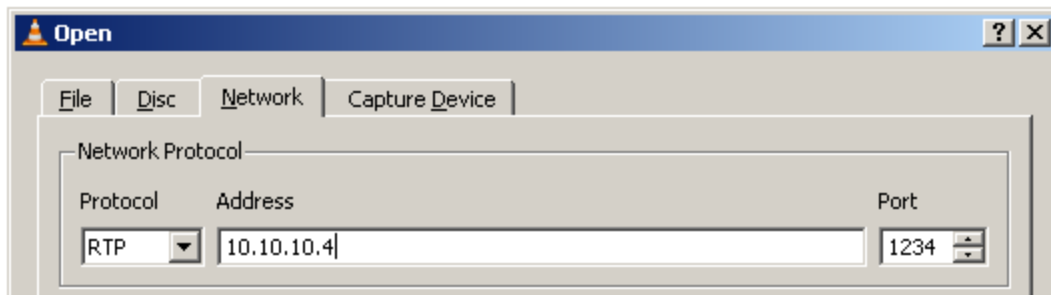 Open
File Disc Network Capture Device
Network Protocol
Protocol Address Port
RTP 10.10.10.4 1234